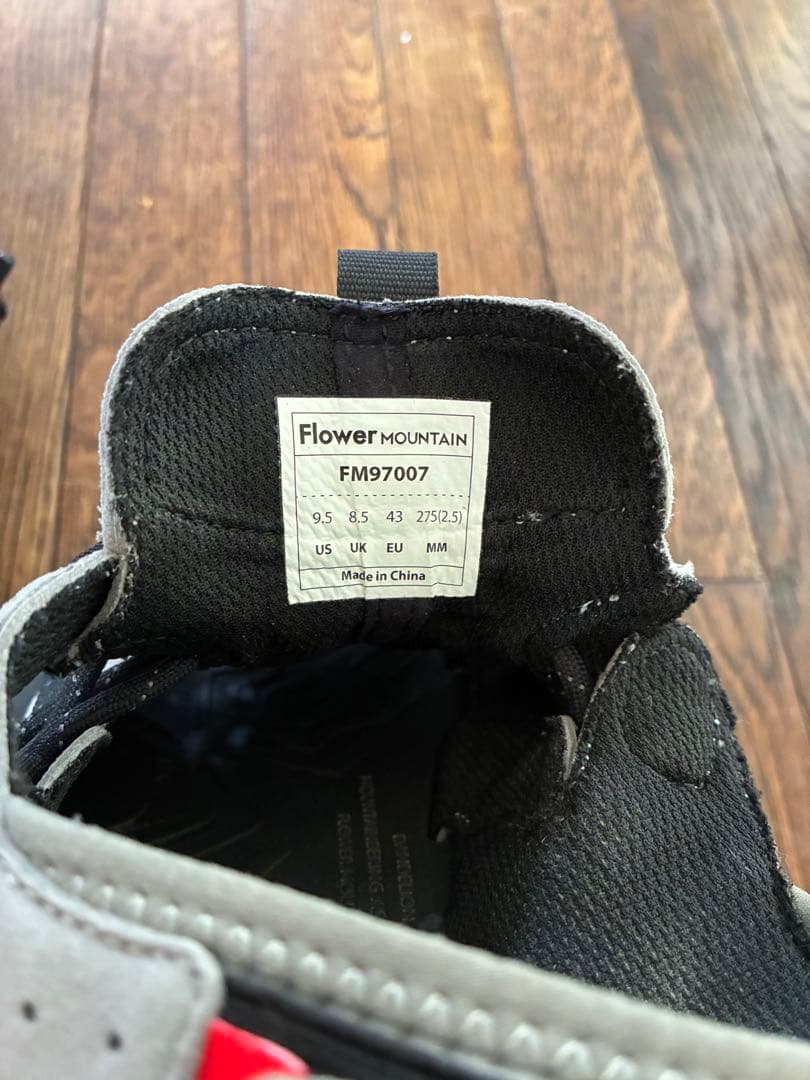 Flower MOUNTAIN
FM97007
9.5 8.5 43 275(2.5)
US UK EU MM
Made in China